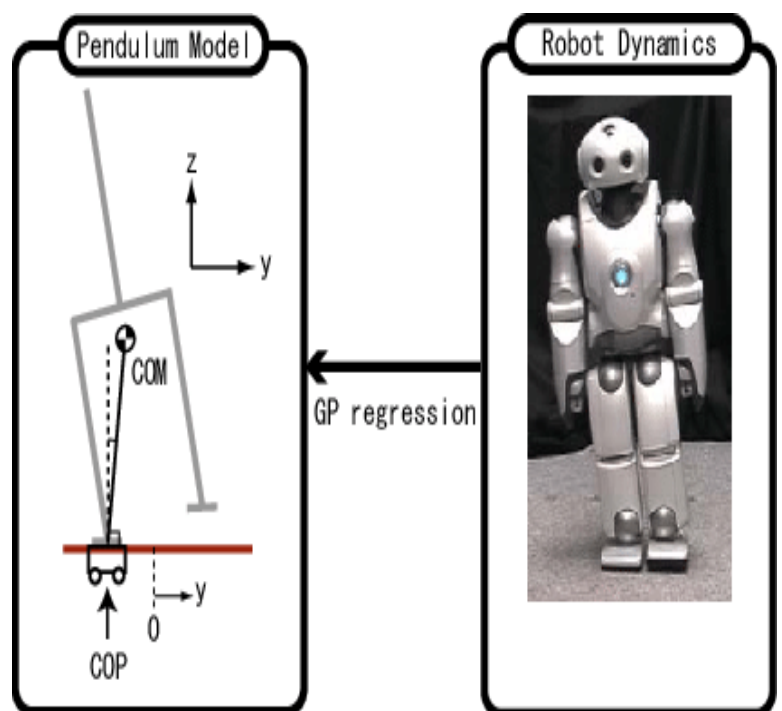 Pendulum Model
z
y
COM
y
0
COP
GP regression
Robot Dynamics